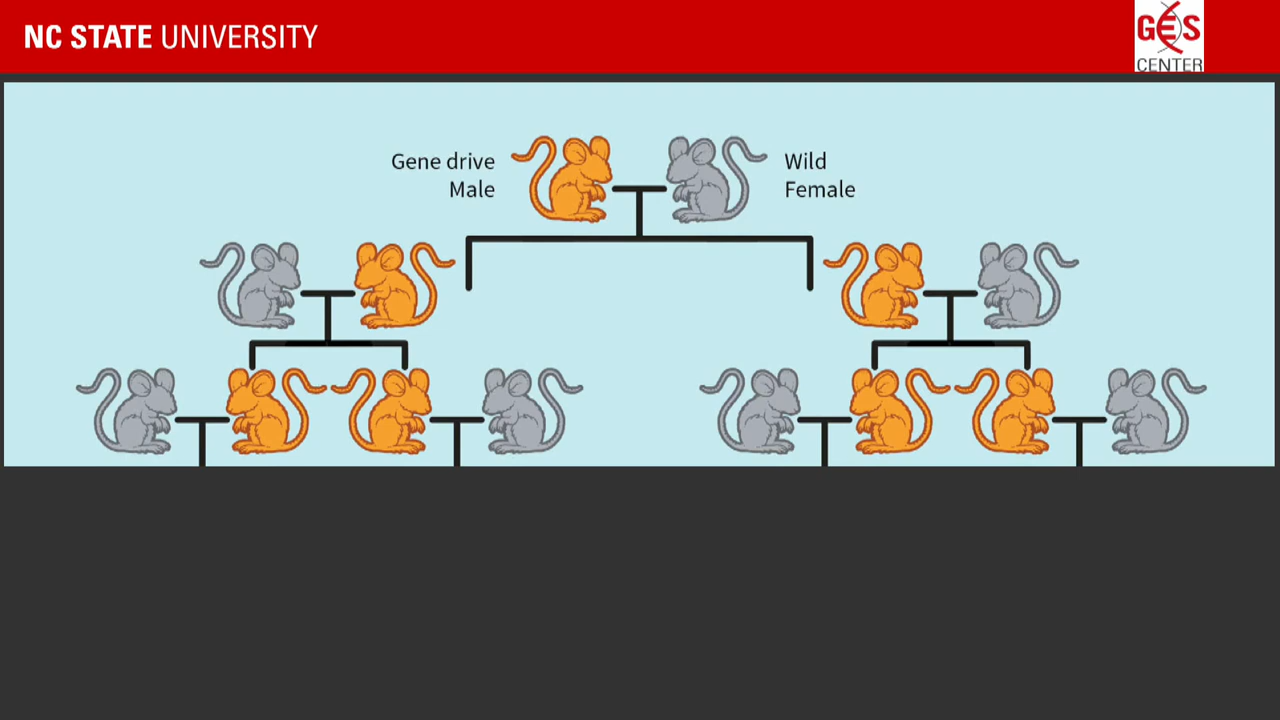 NC STATE UNIVERSITY
GES
CENTER
Gene drive
Male
Wild
Female